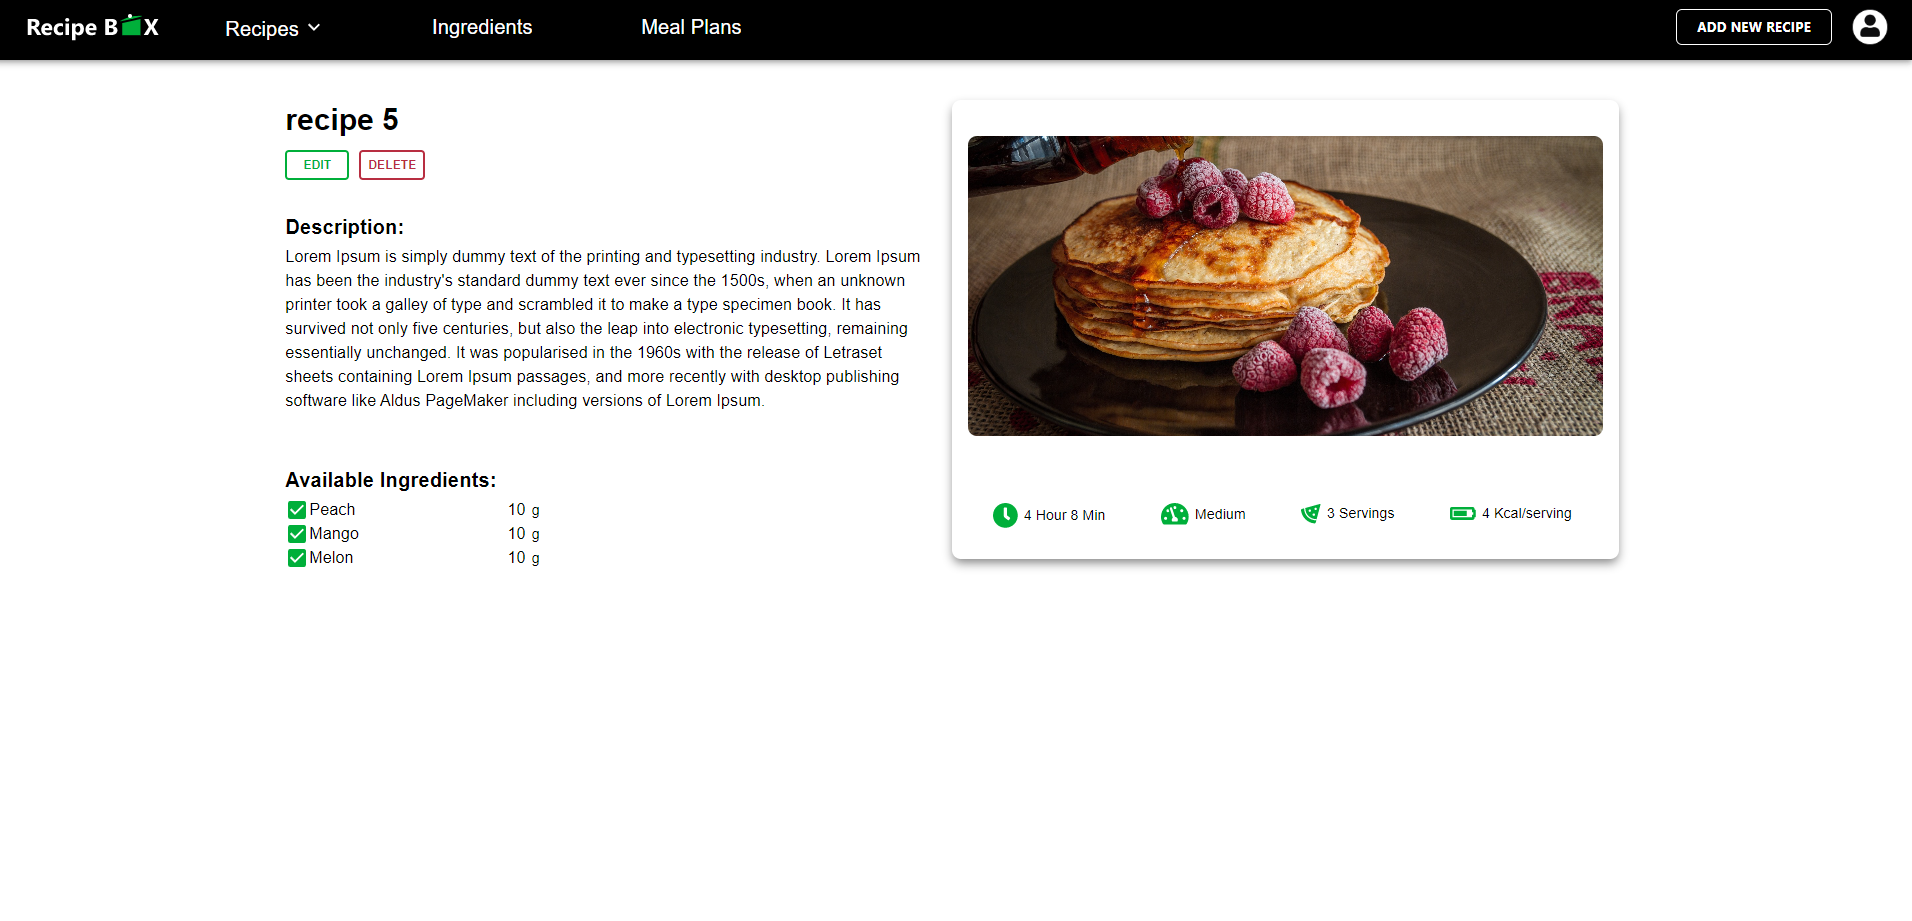 Recipe B X
Recipes
Ingredients
Meal Plans
ADD NEW RECIPE
recipe 5
EDIT
DELETE
Description:
Lorem Ipsum is simply dummy text of the printing and typesetting industry. Lorem Ipsum
has been the industry's standard dummy text ever since the 1500s, when an unknown
printer took a galley of type and scrambled it to make a type specimen book. It has
survived not only five centuries, but also the leap into electronic typesetting, remaining
essentially unchanged. It was popularised in the 1960s with the release of Letraset
sheets containing Lorem Ipsum passages, and more recently with desktop publishing
software like Aldus PageMaker including versions of Lorem Ipsum.
Available Ingredients:
Peach 10 g
Mango 10 g
Melon 10 g
4 Hour 8 Min
Medium
3 Servings
4 Kcal/serving